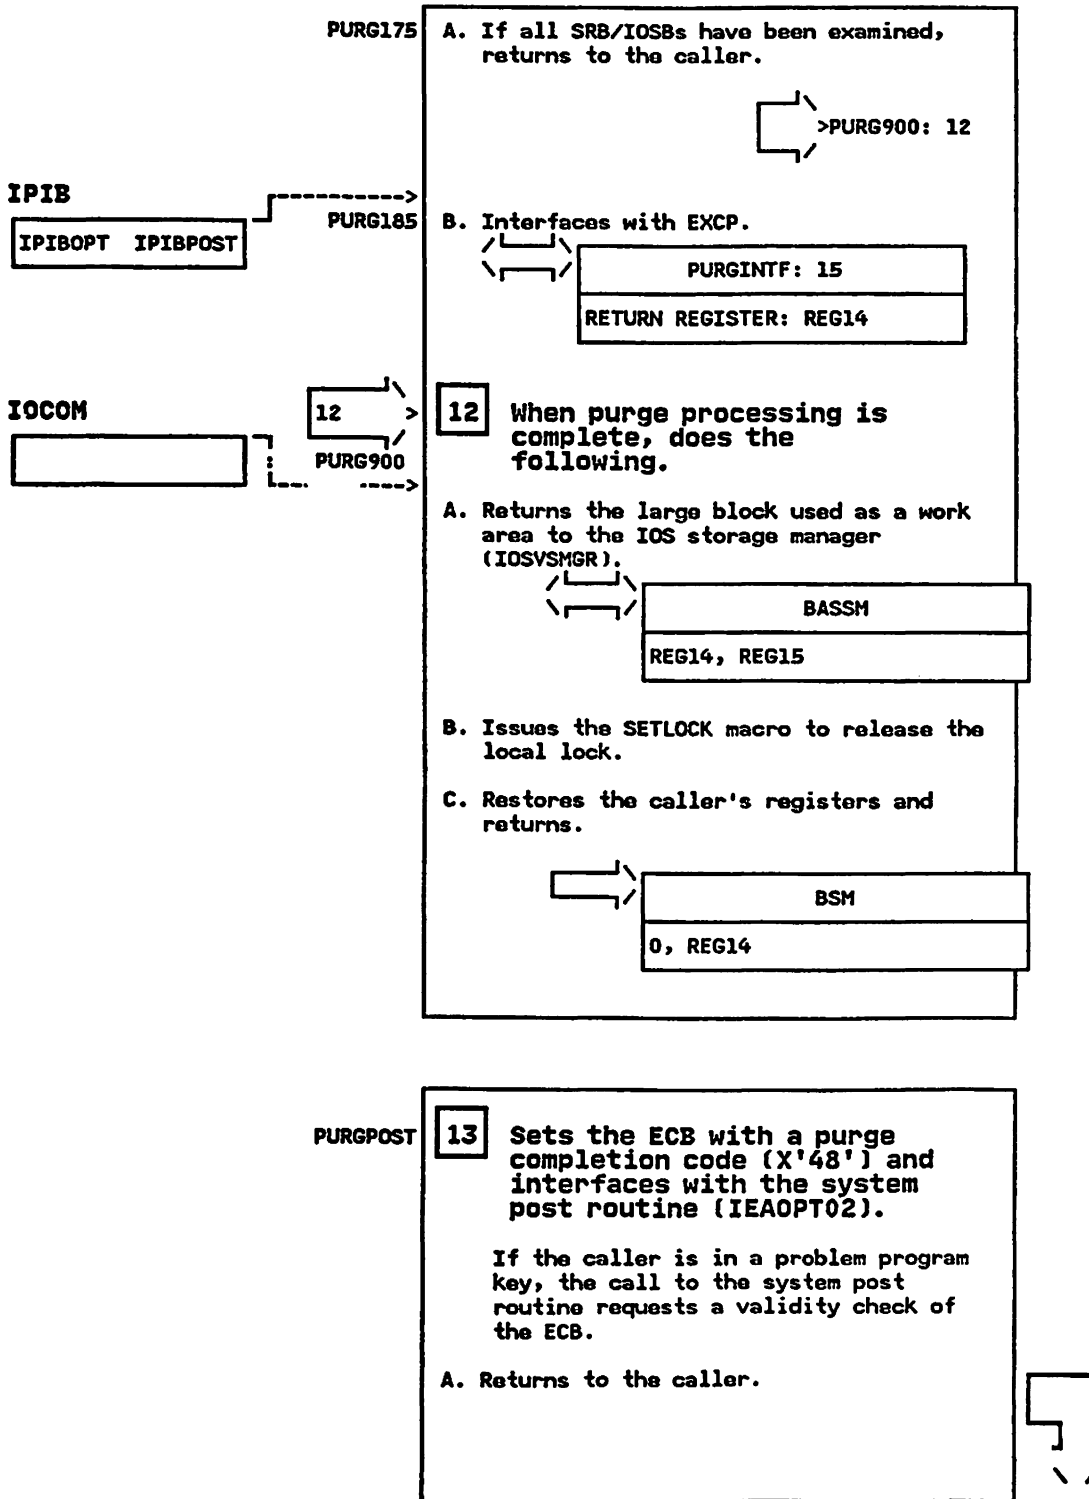 PURG175 A. If all SRB/IOSBs have been examined,
returns to the caller.
>PURG900: 12
IPIB
IPIBOPT IPIBPOST
PURG185 B. Interfaces with EXCP.
PURGINTF: 15
RETURN REGISTER: REG14
IOCOM
12
PURG900
12 When purge processing is
complete, does the
following.
A. Returns the large block used as a work
area to the IOS storage manager
(IOSVSMGR).
BASSM
REG14, REG15
B. Issues the SETLOCK macro to release the
local lock.
C. Restores the caller's registers and
returns.
BSM
0, REG14
PURGPOST 13 Sets the ECB with a purge
completion code (X'48') and
interfaces with the system
post routine (IEAOPT02).
If the caller is in a problem program
key, the call to the system post
routine requests a validity check of
the ECB.
A. Returns to the caller.